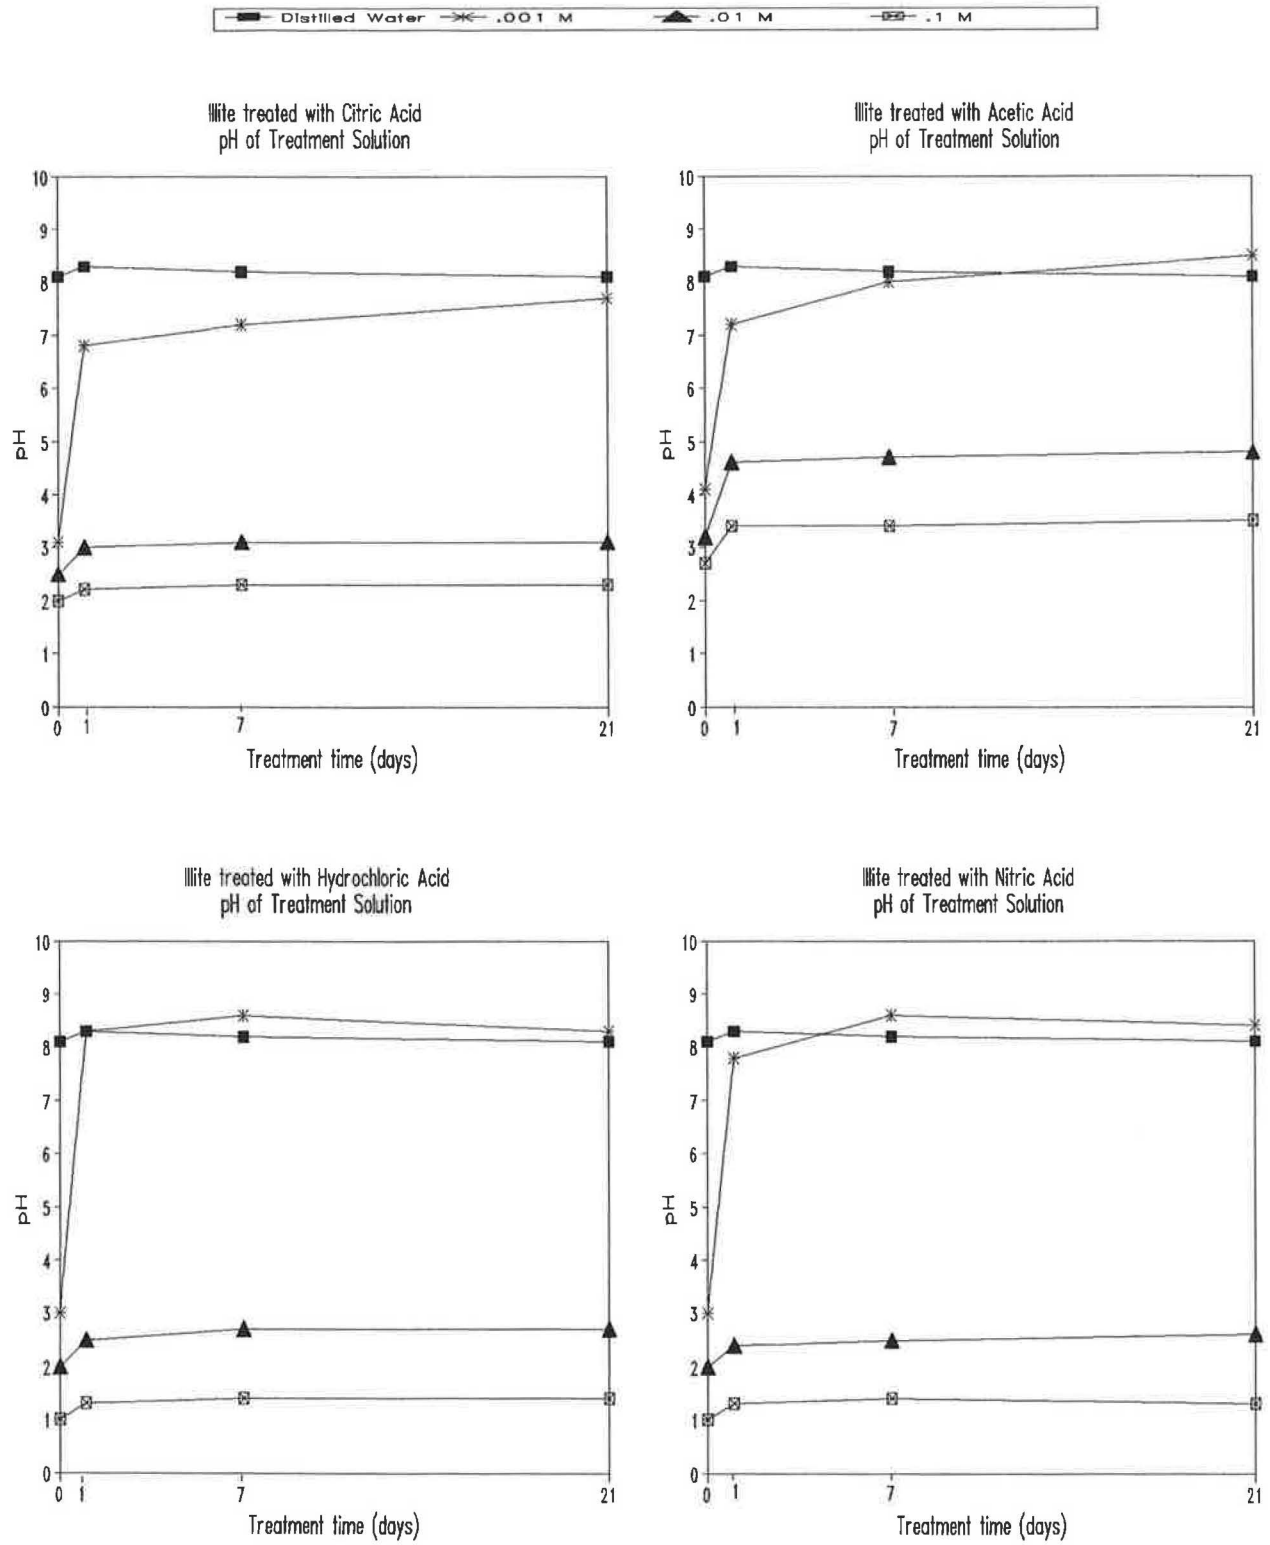 Distilled Water .001 M .01 M .1 M
Illite treated with Citric Acid
pH of Treatment Solution
10
9
8
7
6
5
4
3
2
1
0
pH
0 1 7 21
Treatment time (days)
Illite treated with Acetic Acid
pH of Treatment Solution
10
9
8
7
6
5
4
3
2
1
0
pH
0 1 7 21
Treatment time (days)
Illite treated with Hydrochloric Acid
pH of Treatment Solution
10
9
8
7
6
5
4
3
2
1
0
pH
0 1 7 21
Treatment time (days)
Illite treated with Nitric Acid
pH of Treatment Solution
10
9
8
7
6
5
4
3
2
1
0
pH
0 1 7 21
Treatment time (days)